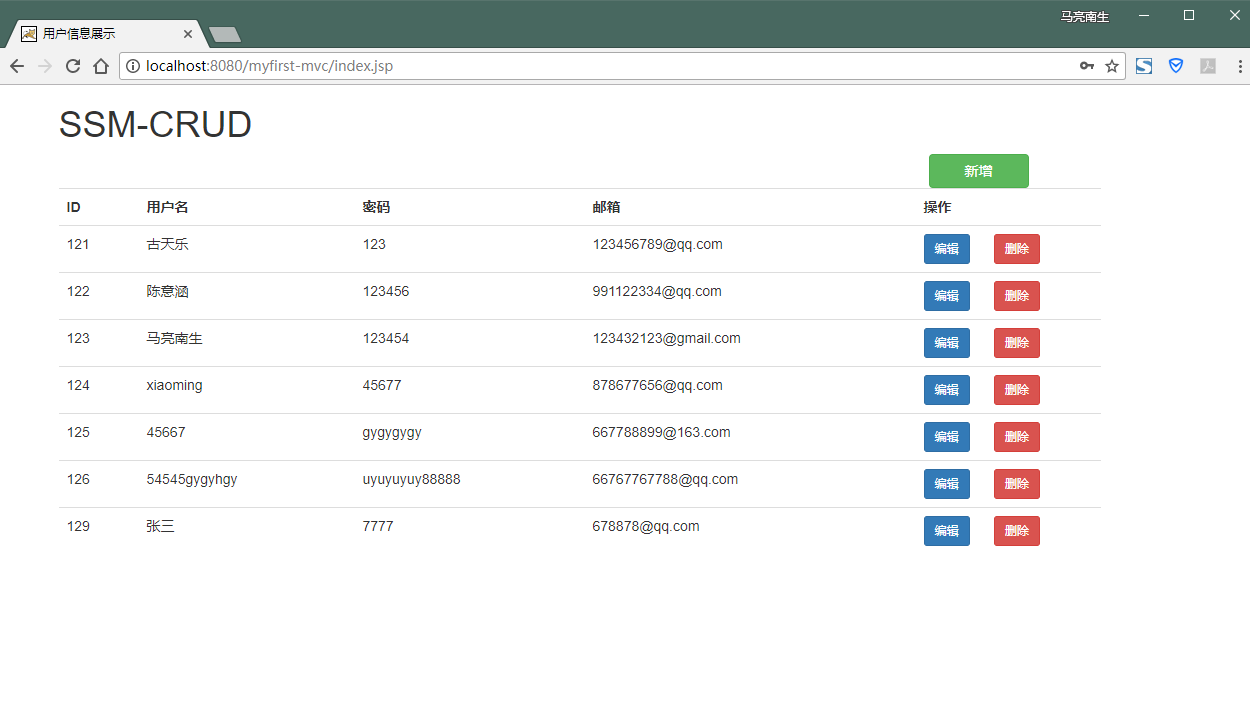 马亮南生
用户信息展示
localhost:8080/myfirst-mvc/index.jsp
SSM-CRUD
新增
ID 用户名 密码 邮箱 操作
121 古天乐 123 123456789@qq.com 编辑 删除
122 陈意涵 123456 991122334@qq.com 编辑 删除
123 马亮南生 123454 123432123@gmail.com 编辑 删除
124 xiaoming 45677 878677656@qq.com 编辑 删除
125 45667 gygygygy 667788899@163.com 编辑 删除
126 54545gygyhgy uyuyuyuy88888 66767767788@qq.com 编辑 删除
129 张三 7777 678878@qq.com 编辑 删除